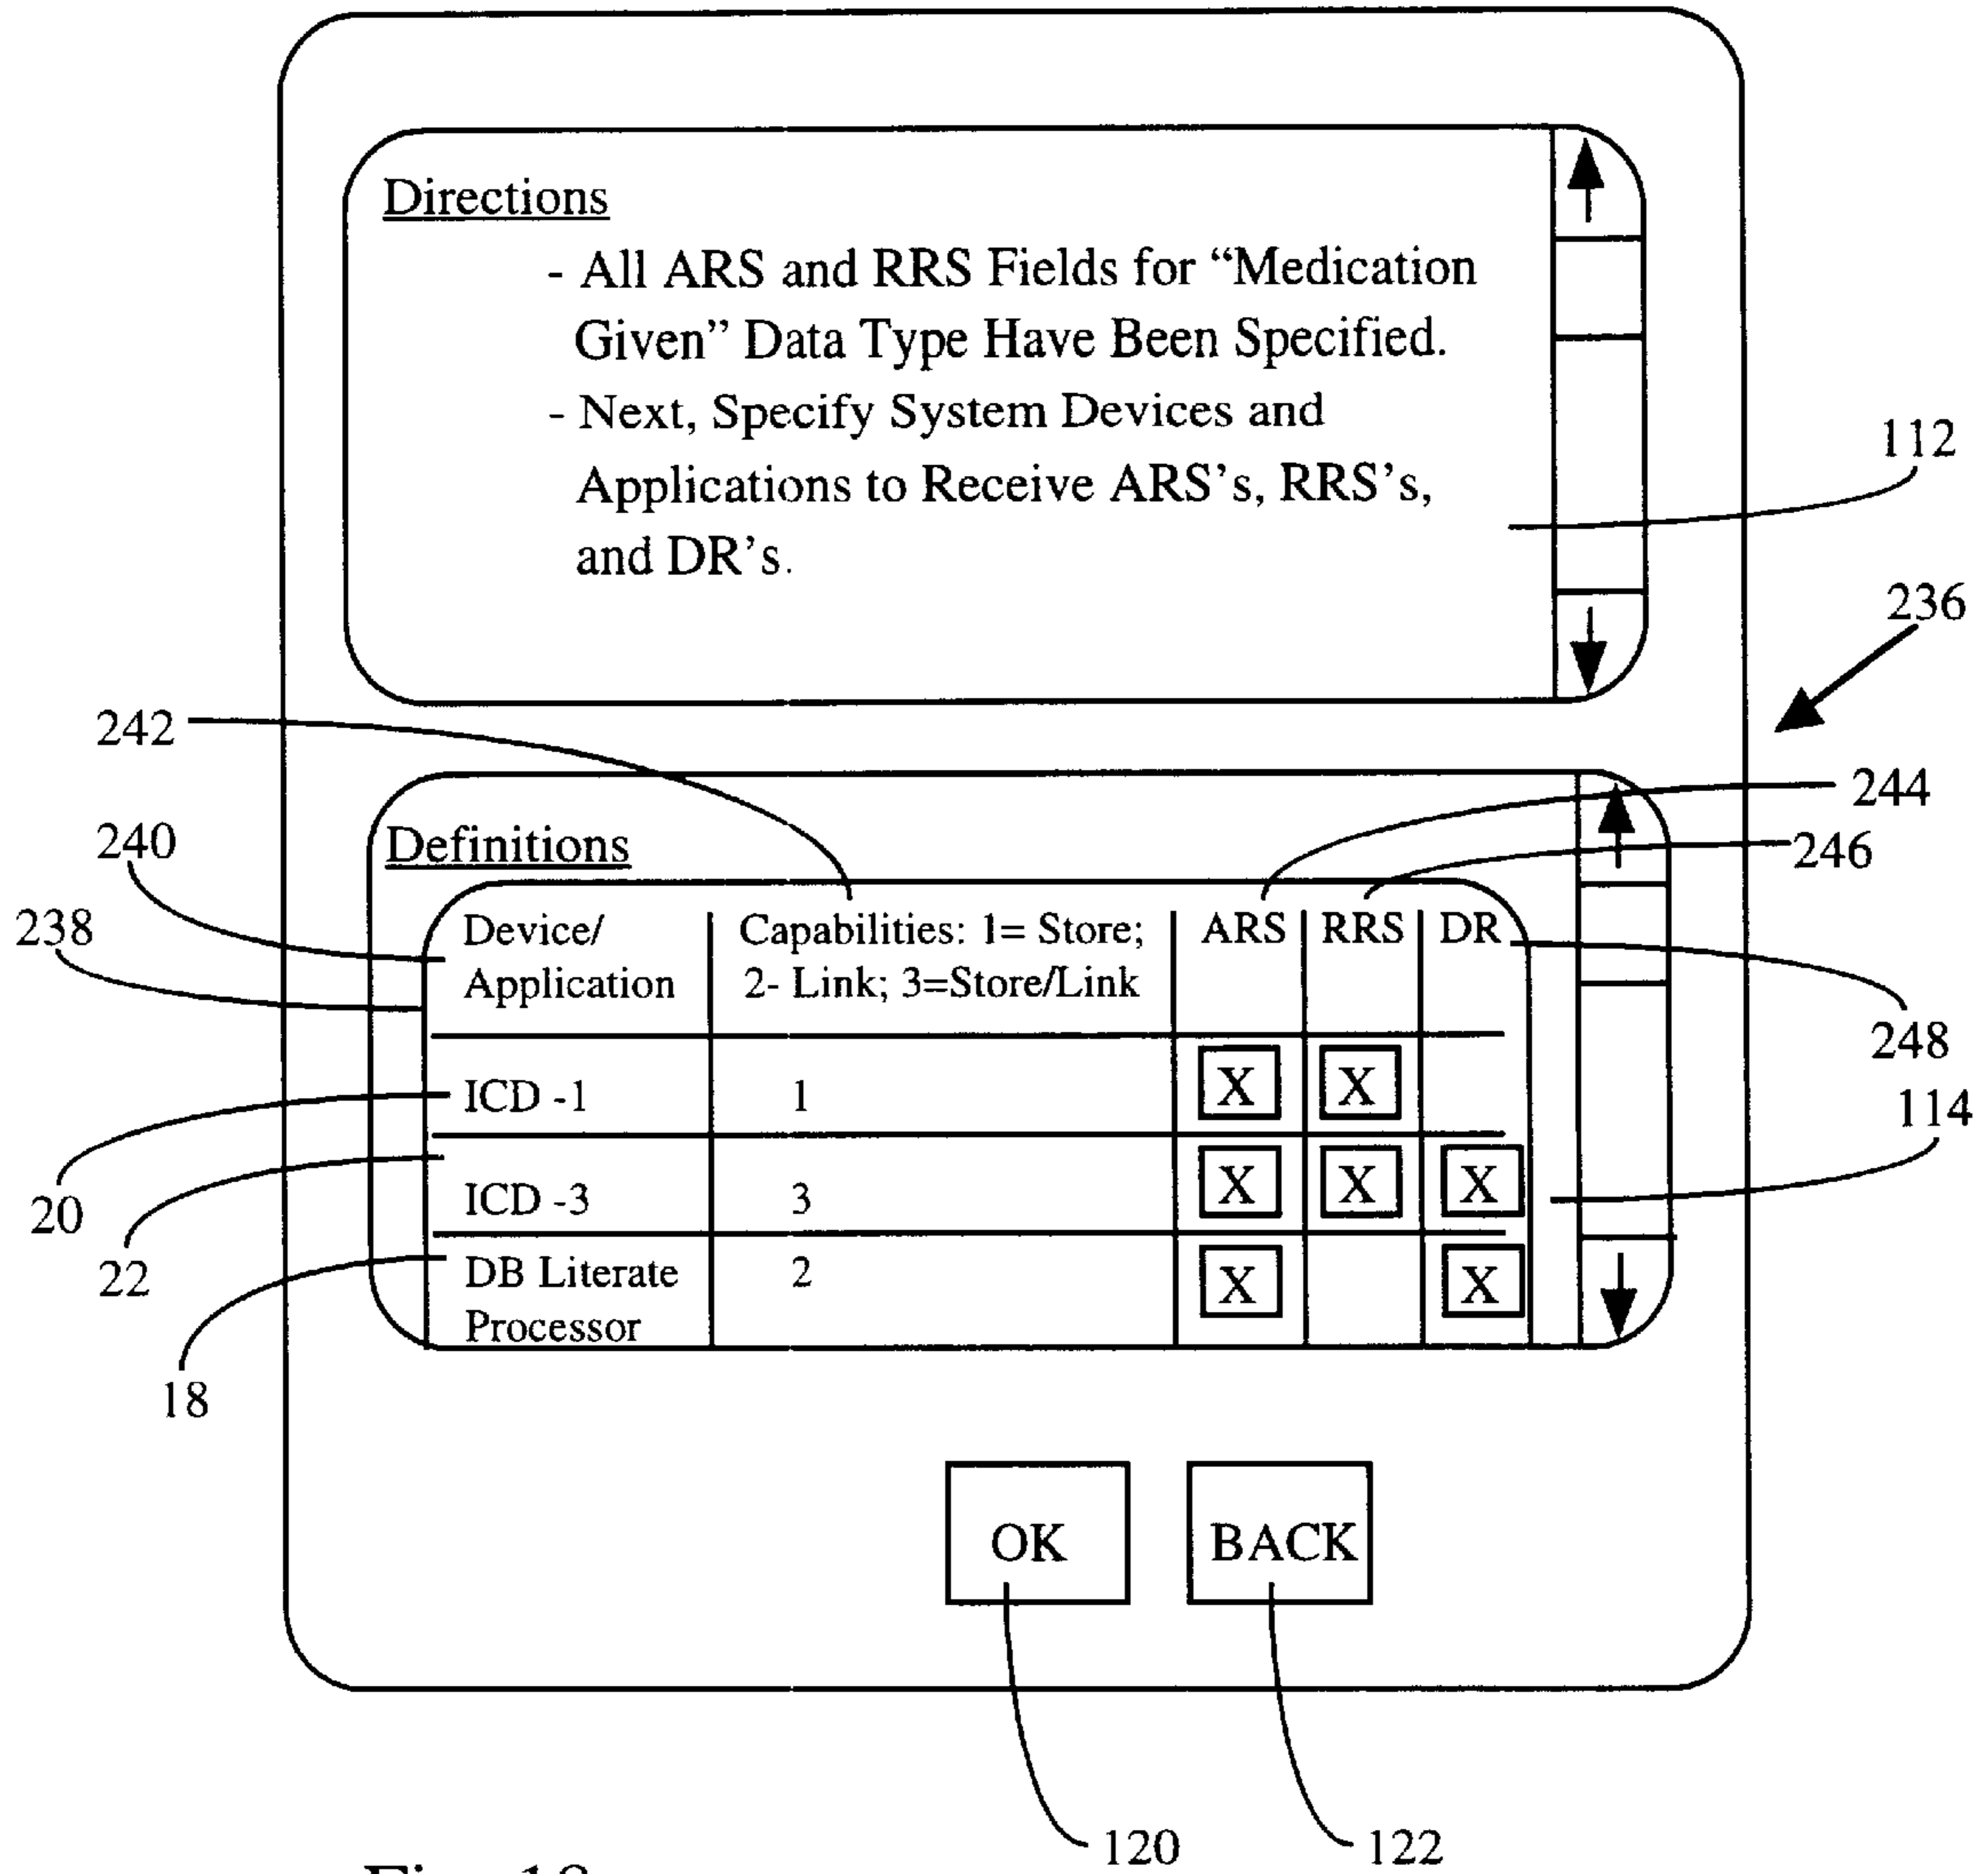 Directions
- All ARS and RRS Fields for “Medication
Given” Data Type Have Been Specified.
- Next, Specify System Devices and
Applications to Receive ARS’s, RRS’s,
and DR’s.
112
236
242
244
240
Definitions
246
238
Device/
Application
Capabilities: 1= Store;
2- Link; 3=Store/Link
ARS
RRS
DR
248
ICD -1
1
X
X
114
20
ICD -3
3
X
X
X
22
DB Literate
Processor
2
X
X
18
OK
BACK
120
122